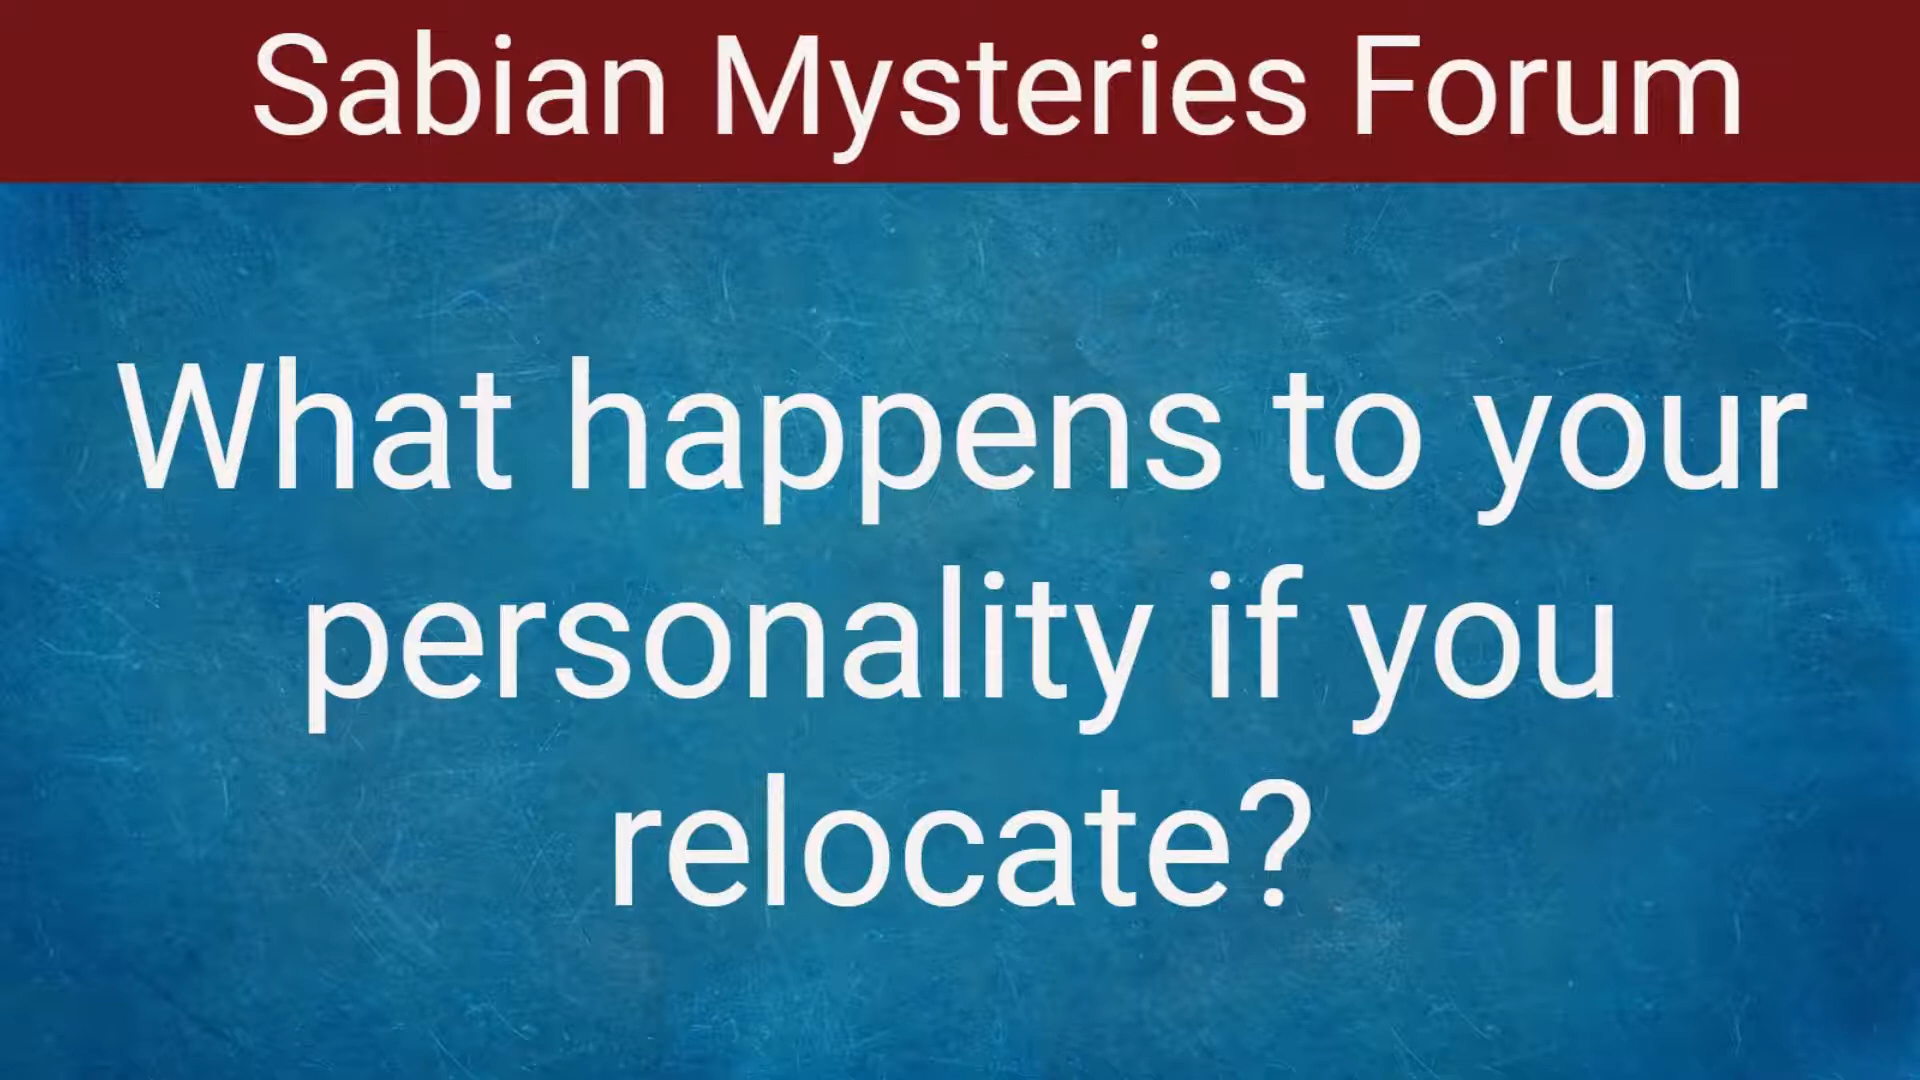 Sabian Mysteries Forum
What happens to your
personality if you
relocate?